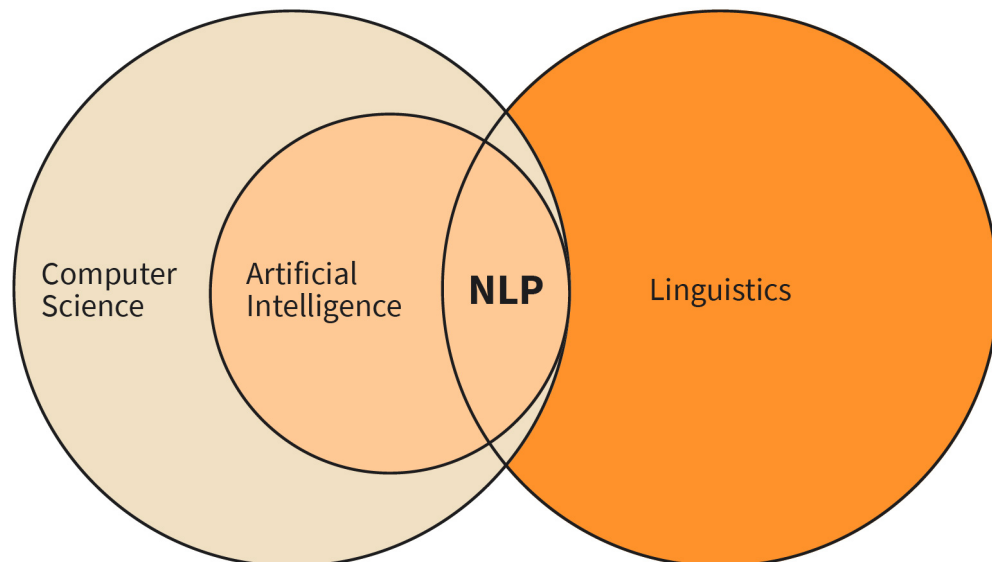 Computer
Science
Artificial
Intelligence
NLP
Linguistics